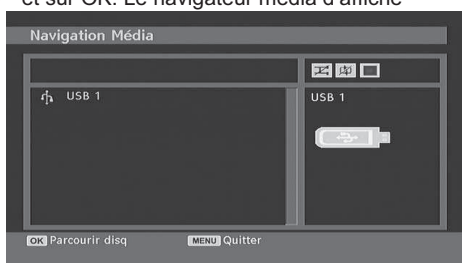 et sur OK. Le navigateur média d'affiche
Navigation Média
USB 1
USB 1
OK Parcourir disq MENU Quitter